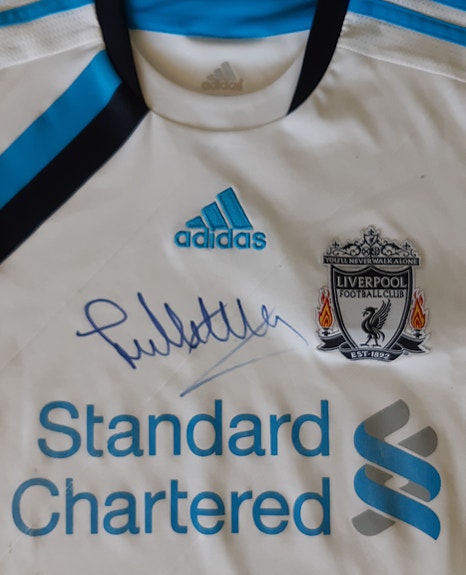 adidas
adidas
YOU'LL NEVER WALK ALONE
LIVERPOOL
FOOTBALL CLUB
EST·1892
Standard
Chartered